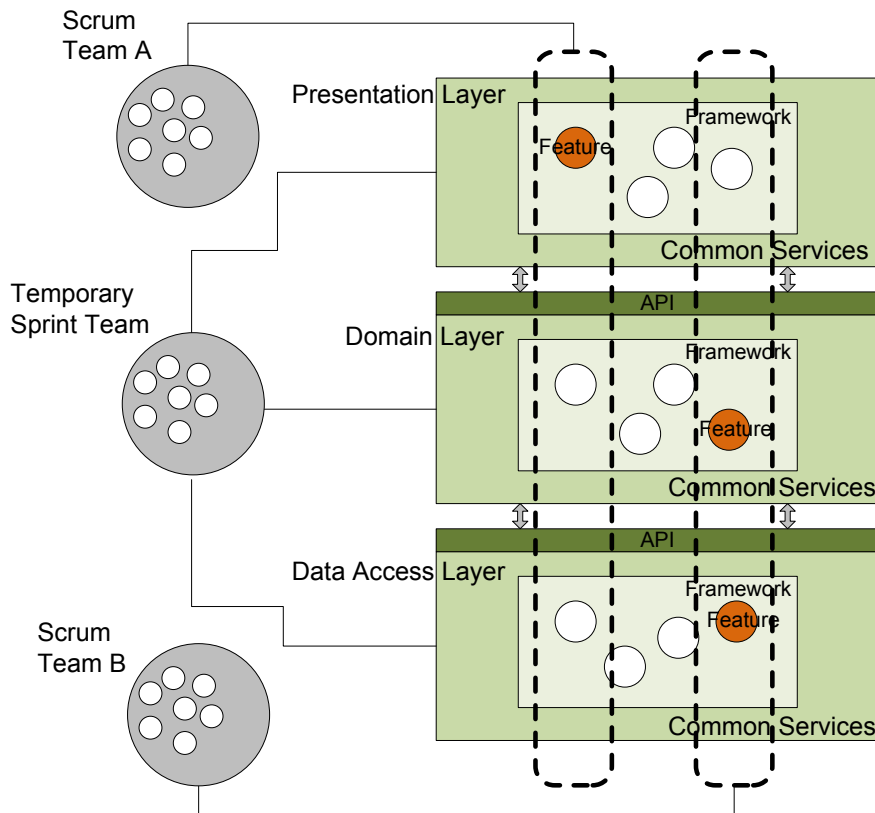 Scrum
Team A
Presentation Layer
Framework
Feature
Common Services
Temporary
Sprint Team
API
Domain Layer
Framework
Feature
Common Services
API
Data Access Layer
Framework
Feature
Scrum
Team B
Common Services